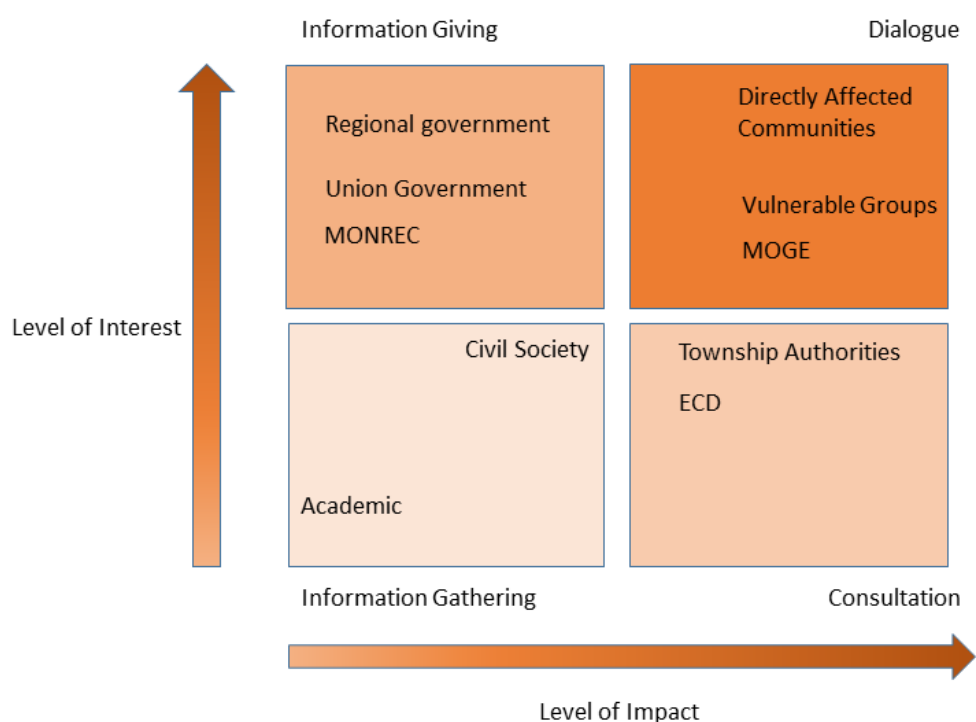 Information Giving
Dialogue
Regional government
Union Government
MONREC
Directly Affected
Communities
Vulnerable Groups
MOGE
Level of Interest
Civil Society
Academic
Township Authorities
ECD
Information Gathering
Consultation
Level of Impact